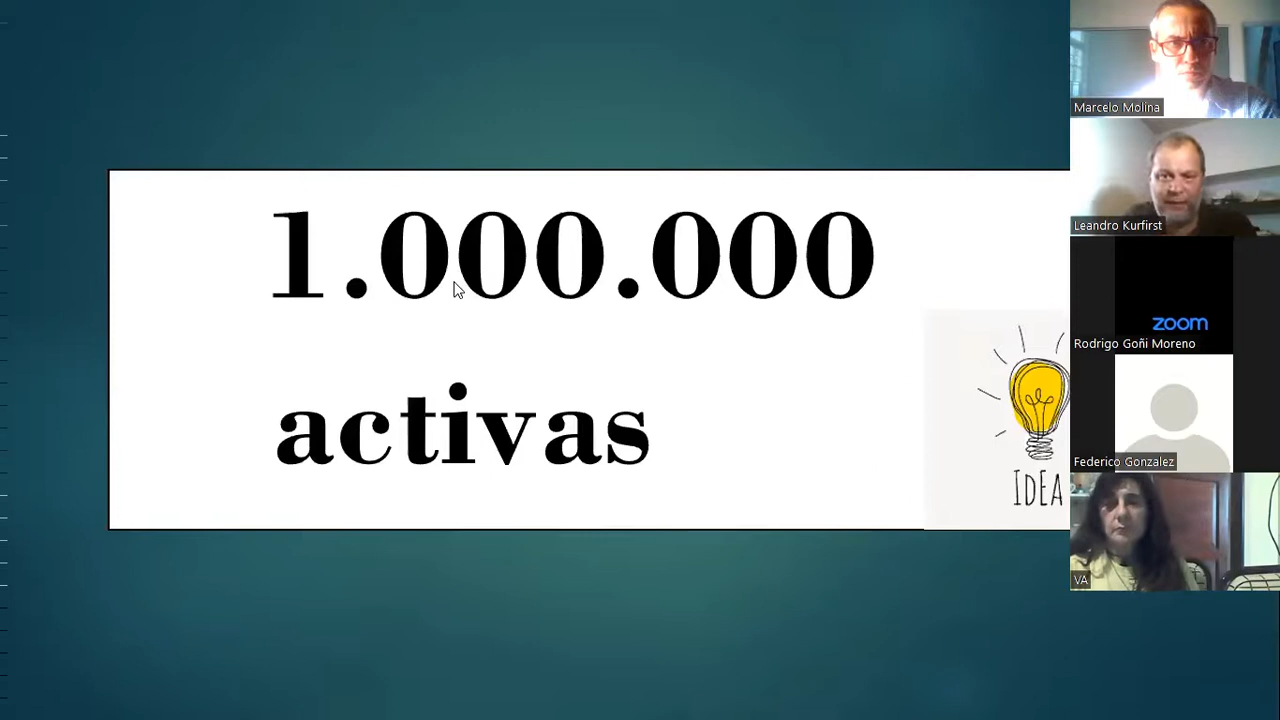 1.000.000
activas
IdEA
Marcelo Molina
Leandro Kurfirst
zoom
Rodrigo Goñi Moreno
Federico Gonzalez
VA